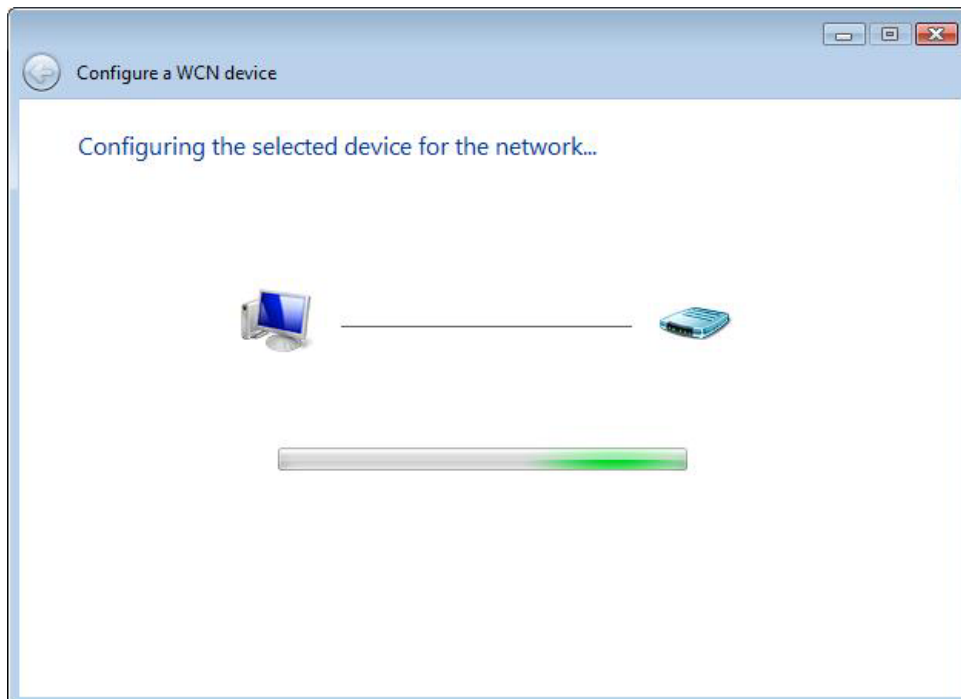 Configure a WCN device
Configuring the selected device for the network...